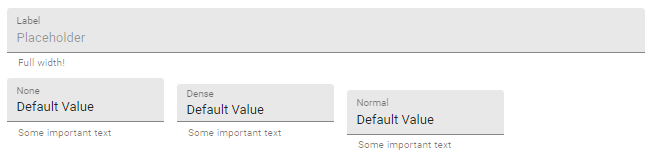 Label
Placeholder
Full width!
None
Default Value
Some important text
Dense
Default Value
Some important text
Normal
Default Value
Some important text